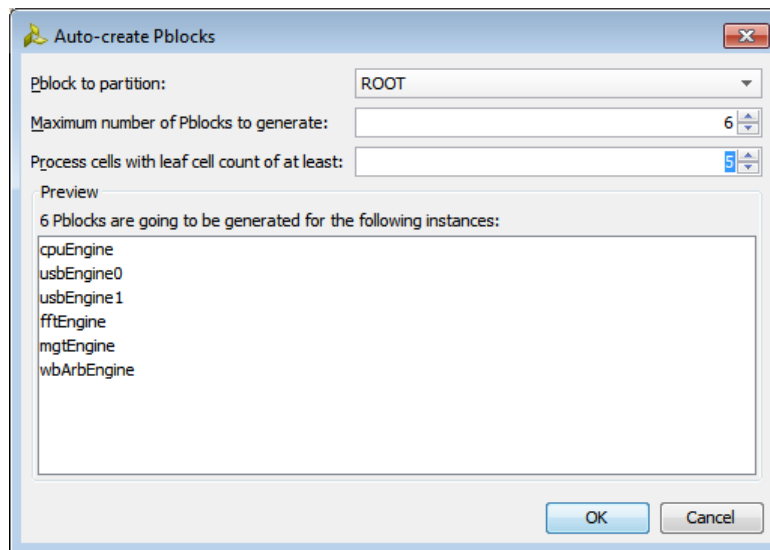 Auto-create Pblocks
Pblock to partition: ROOT
Maximum number of Pblocks to generate: 6
Process cells with leaf cell count of at least: 5
Preview
6 Pblocks are going to be generated for the following instances:
cpuEngine
usbEngine0
usbEngine1
fftEngine
mgtEngine
wbArbEngine
OK Cancel